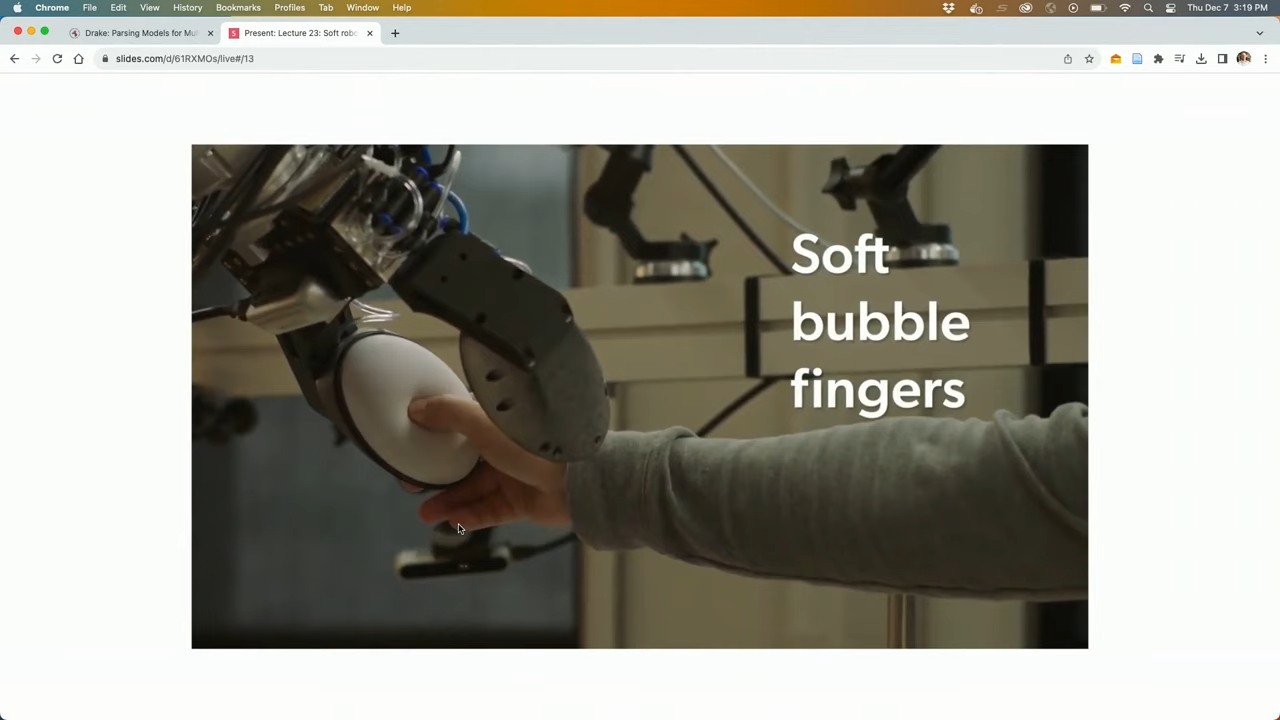 Chrome File Edit View History Bookmarks Profiles Tab Window Help Thu Dec 7 3:19 PM
Drake: Parsing Models for Mul
Present: Lecture 23: Soft robo
slides.com/d/61RXMOs/live#/13
Soft
bubble
fingers